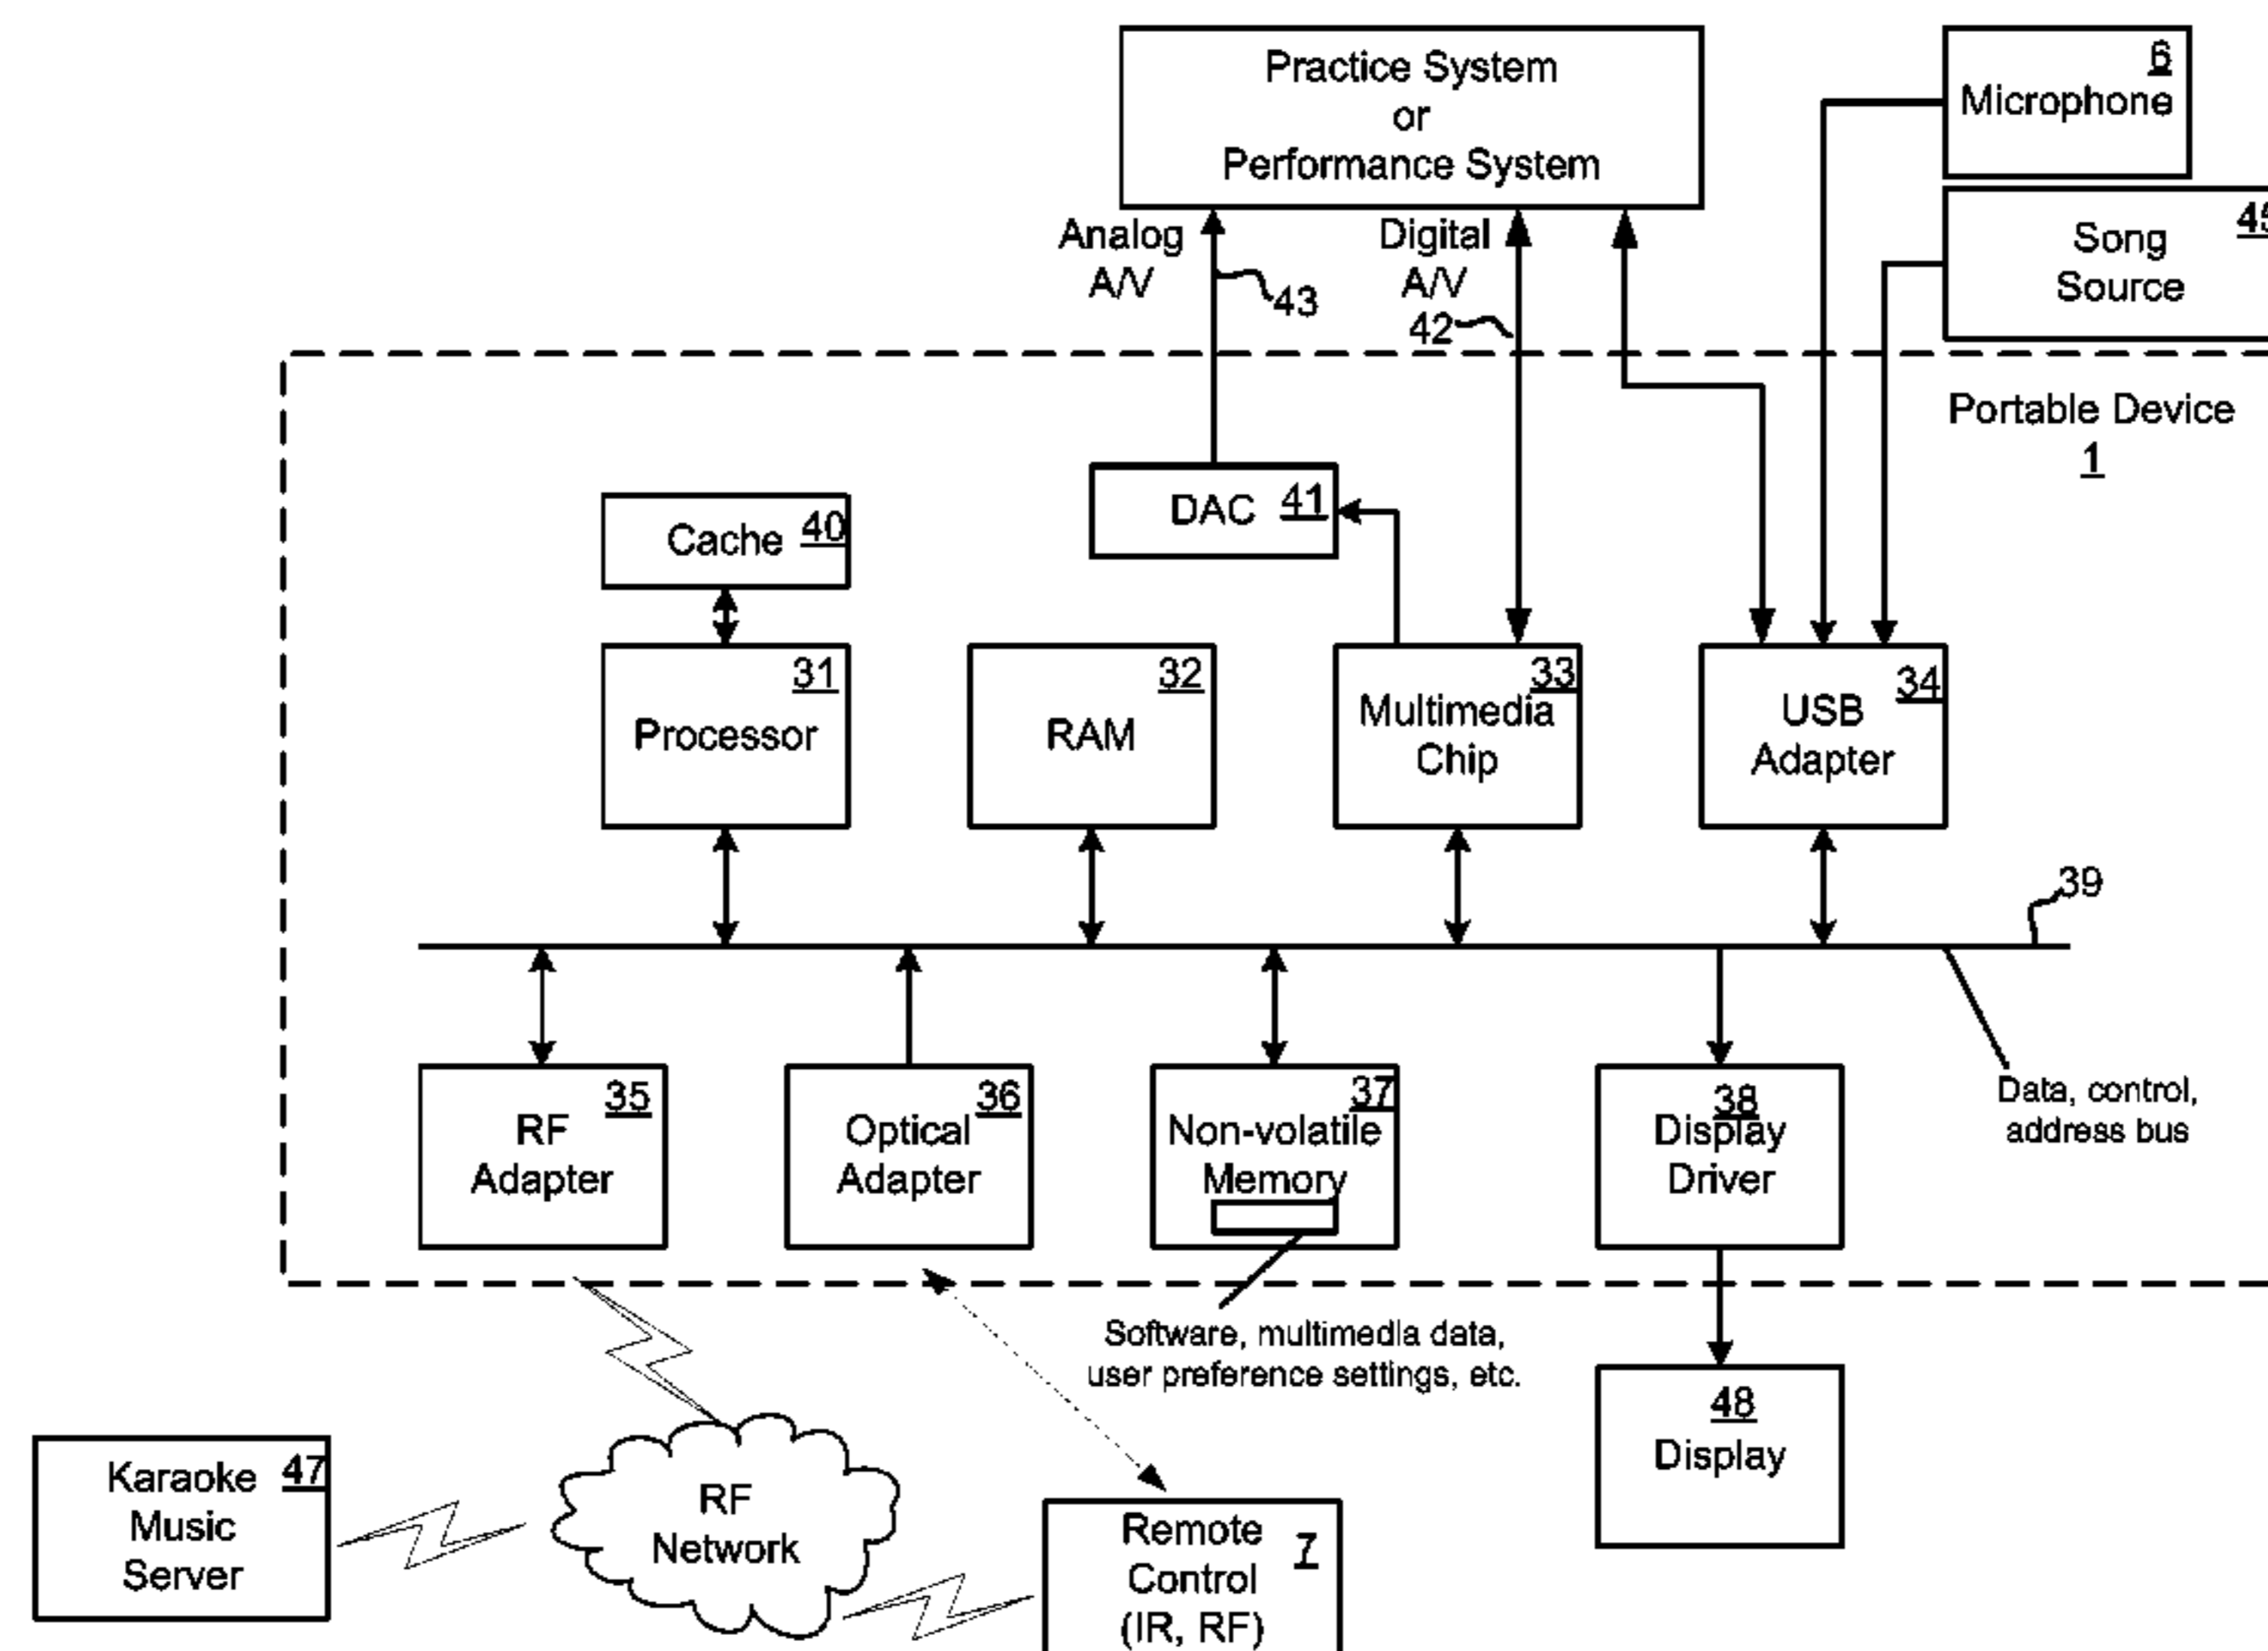 Practice System
or
Performance System
6
Microphone
45
Song
Source
Analog
A/V
43
Digital
A/V
42
Portable Device
1
DAC 41
Cache 40
31
Processor
32
RAM
33
Multimedia
Chip
34
USB
Adapter
39
35
RF
Adapter
36
Optical
Adapter
37
Non-volatile
Memory
38
Display
Driver
Data, control,
address bus
Software, multimedia data,
user preference settings, etc.
48
Display
Karaoke 47
Music
Server
RF
Network
Remote
Control 7
(IR, RF)